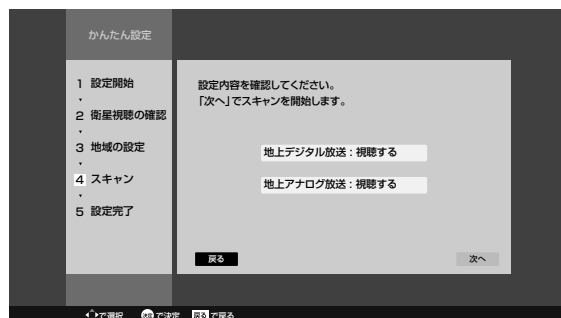 かんたん設定
1 設定開始
2 衛星視聴の確認
3 地域の設定
4 スキャン
5 設定完了
設定内容を確認してください。
「次へ」でスキャンを開始します。
地上デジタル放送：視聴する
地上アナログ放送：視聴する
戻る
次へ
で選択 決定 で決定 戻る で戻る